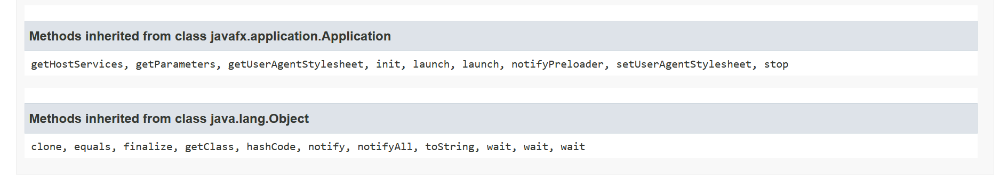 Methods inherited from class javafx.application.Application
getHostServices, getParameters, getUserAgentStylesheet, init, launch, launch, notifyPreloader, setUserAgentStylesheet, stop
Methods inherited from class java.lang.Object
clone, equals, finalize, getClass, hashCode, notify, notifyAll, toString, wait, wait, wait